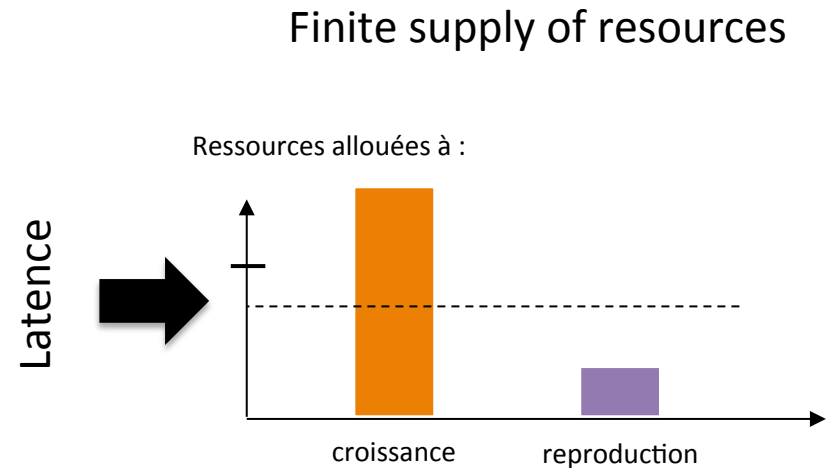 Finite supply of resources
Ressources allouées à :
Latence
croissance
reproduction